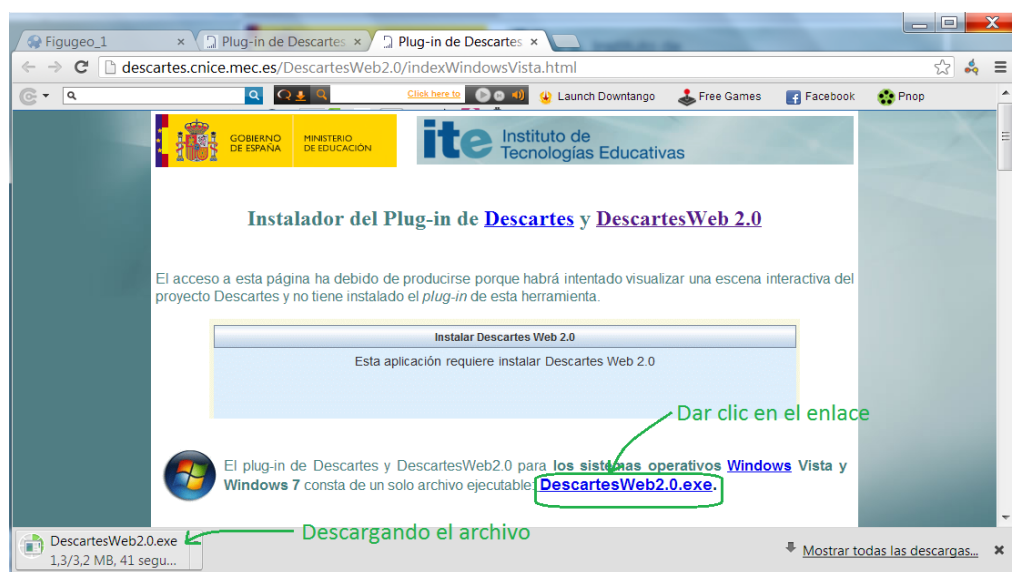 Figugeo_1
Plug-in de Descartes
Plug-in de Descartes
descartes.cnice.mec.es/DescartesWeb2.0/indexWindowsVista.html
Click here to
Launch Downtango
Free Games
Facebook
Pnop
GOBIERNO DE ESPAÑA
MINISTERIO DE EDUCACIÓN
ite
Instituto de
Tecnologías Educativas
Instalador del Plug-in de Descartes y DescartesWeb 2.0
El acceso a esta página ha debido de producirse porque habrá intentado visualizar una escena interactiva del
proyecto Descartes y no tiene instalado el plug-in de esta herramienta.
Instalar Descartes Web 2.0
Esta aplicación requiere instalar Descartes Web 2.0
Dar clic en el enlace
El plug-in de Descartes y DescartesWeb2.0 para los sistemas operativos Windows Vista y
Windows 7 consta de un solo archivo ejecutable: DescartesWeb2.0.exe.
Descargando el archivo
DescartesWeb2.0.exe
1,3/3,2 MB, 41 segu...
Mostrar todas las descargas...